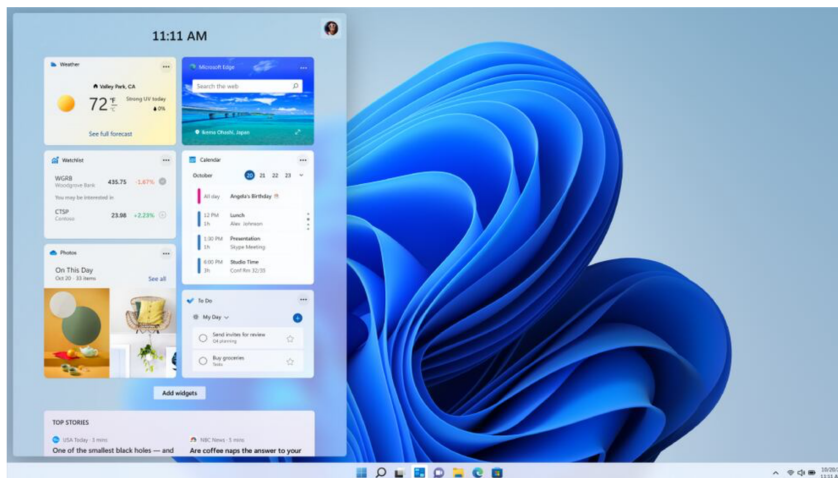 11:11 AM
Weather
Valley Park, CA
72 °F
°C
Strong UV today
0%
See full forecast
Microsoft Edge
Search the web
Ikema Ohashi, Japan
Watchlist
WGRB
Woodgrove Bank
435.75
-1.67%
You may be interested in
CTSP
Contoso
23.98
+2.23%
Calendar
October
20 21 22 23
All day
Angela's Birthday
12 PM
1h
Lunch
Alex Johnson
1:00 PM
1h
Presentation
Skype Meeting
6:00 PM
3h
Studio Time
Conf Rm 32/35
Photos
On This Day
Oct 20 · 33 items
See all
To Do
My Day
Send invites for review
Buy groceries
Tasks
Add widgets
TOP STORIES
USA Today · 3 mins
One of the smallest black holes — and
NBC News · 5 mins
Are coffee naps the answer to your
11:11 AM